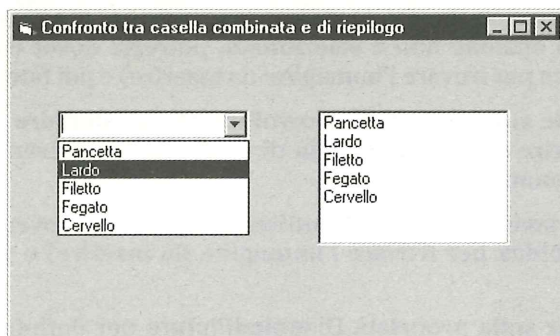 Confronto tra casella combinata e di riepilogo
Pancetta
Lardo
Filetto
Fegato
Cervello
Pancetta
Lardo
Filetto
Fegato
Cervello